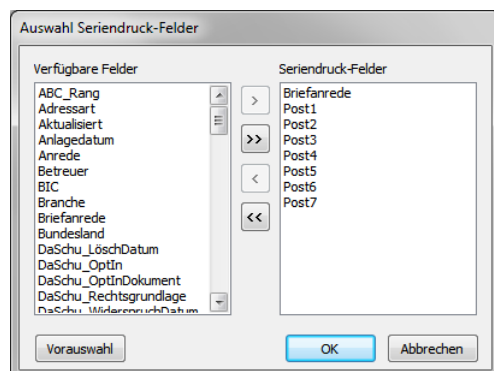 Auswahl Seriendruck-Felder
Verfügbare Felder
ABC_Rang
Adressart
Aktualisiert
Anlagedatum
Anrede
Betreuer
BIC
Branche
Briefanrede
Bundesland
DaSchu_LöschDatum
DaSchu_OptIn
DaSchu_OptInDokument
DaSchu_Rechtsgrundlage
DaSchu_WiderspruchDatum
>
>>
<
<<
Seriendruck-Felder
Briefanrede
Post1
Post2
Post3
Post4
Post5
Post6
Post7
Vorauswahl
OK
Abbrechen